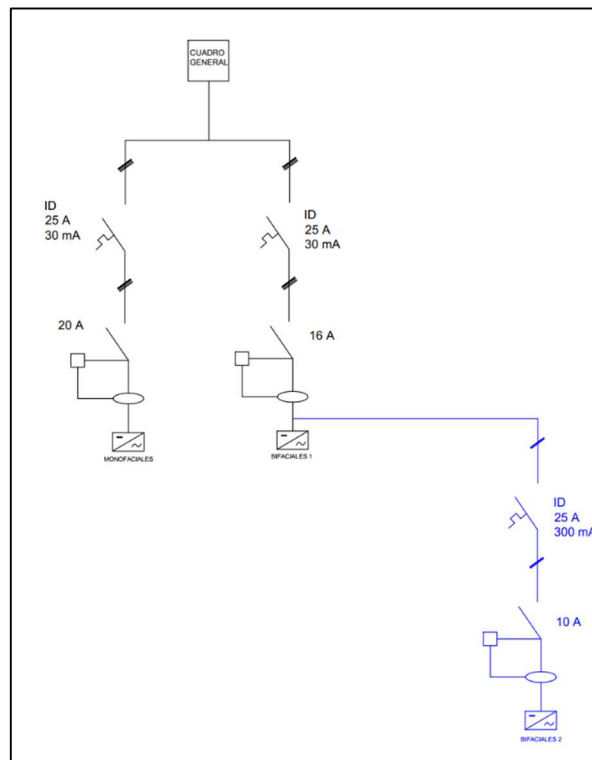 CUADRO
GENERAL
ID
25 A
30 mA
ID
25 A
30 mA
20 A
16 A
MONOFACIALES
BIFACIALES 1
ID
25 A
300 mA
10 A
BIFACIALES 2